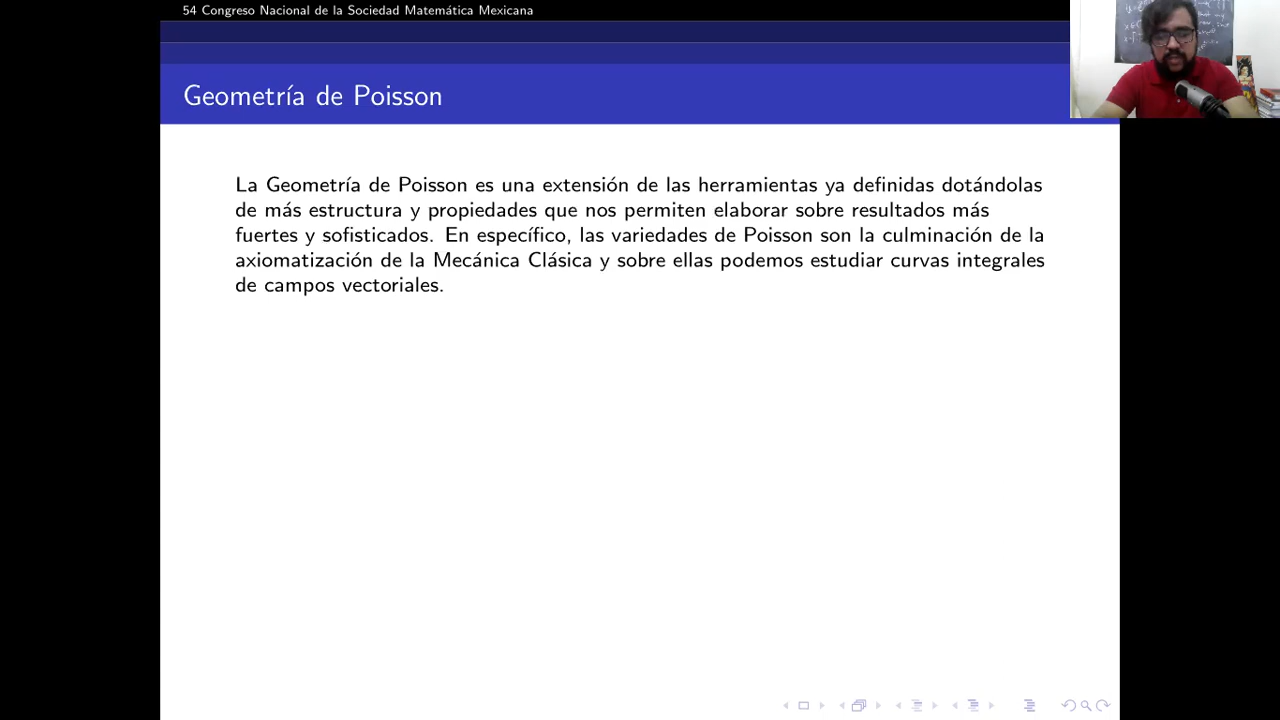 54 Congreso Nacional de la Sociedad Matemática Mexicana
Geometría de Poisson
La Geometría de Poisson es una extensión de las herramientas ya definidas dotándolas
de más estructura y propiedades que nos permiten elaborar sobre resultados más
fuertes y sofisticados. En específico, las variedades de Poisson son la culminación de la
axiomatización de la Mecánica Clásica y sobre ellas podemos estudiar curvas integrales
de campos vectoriales.